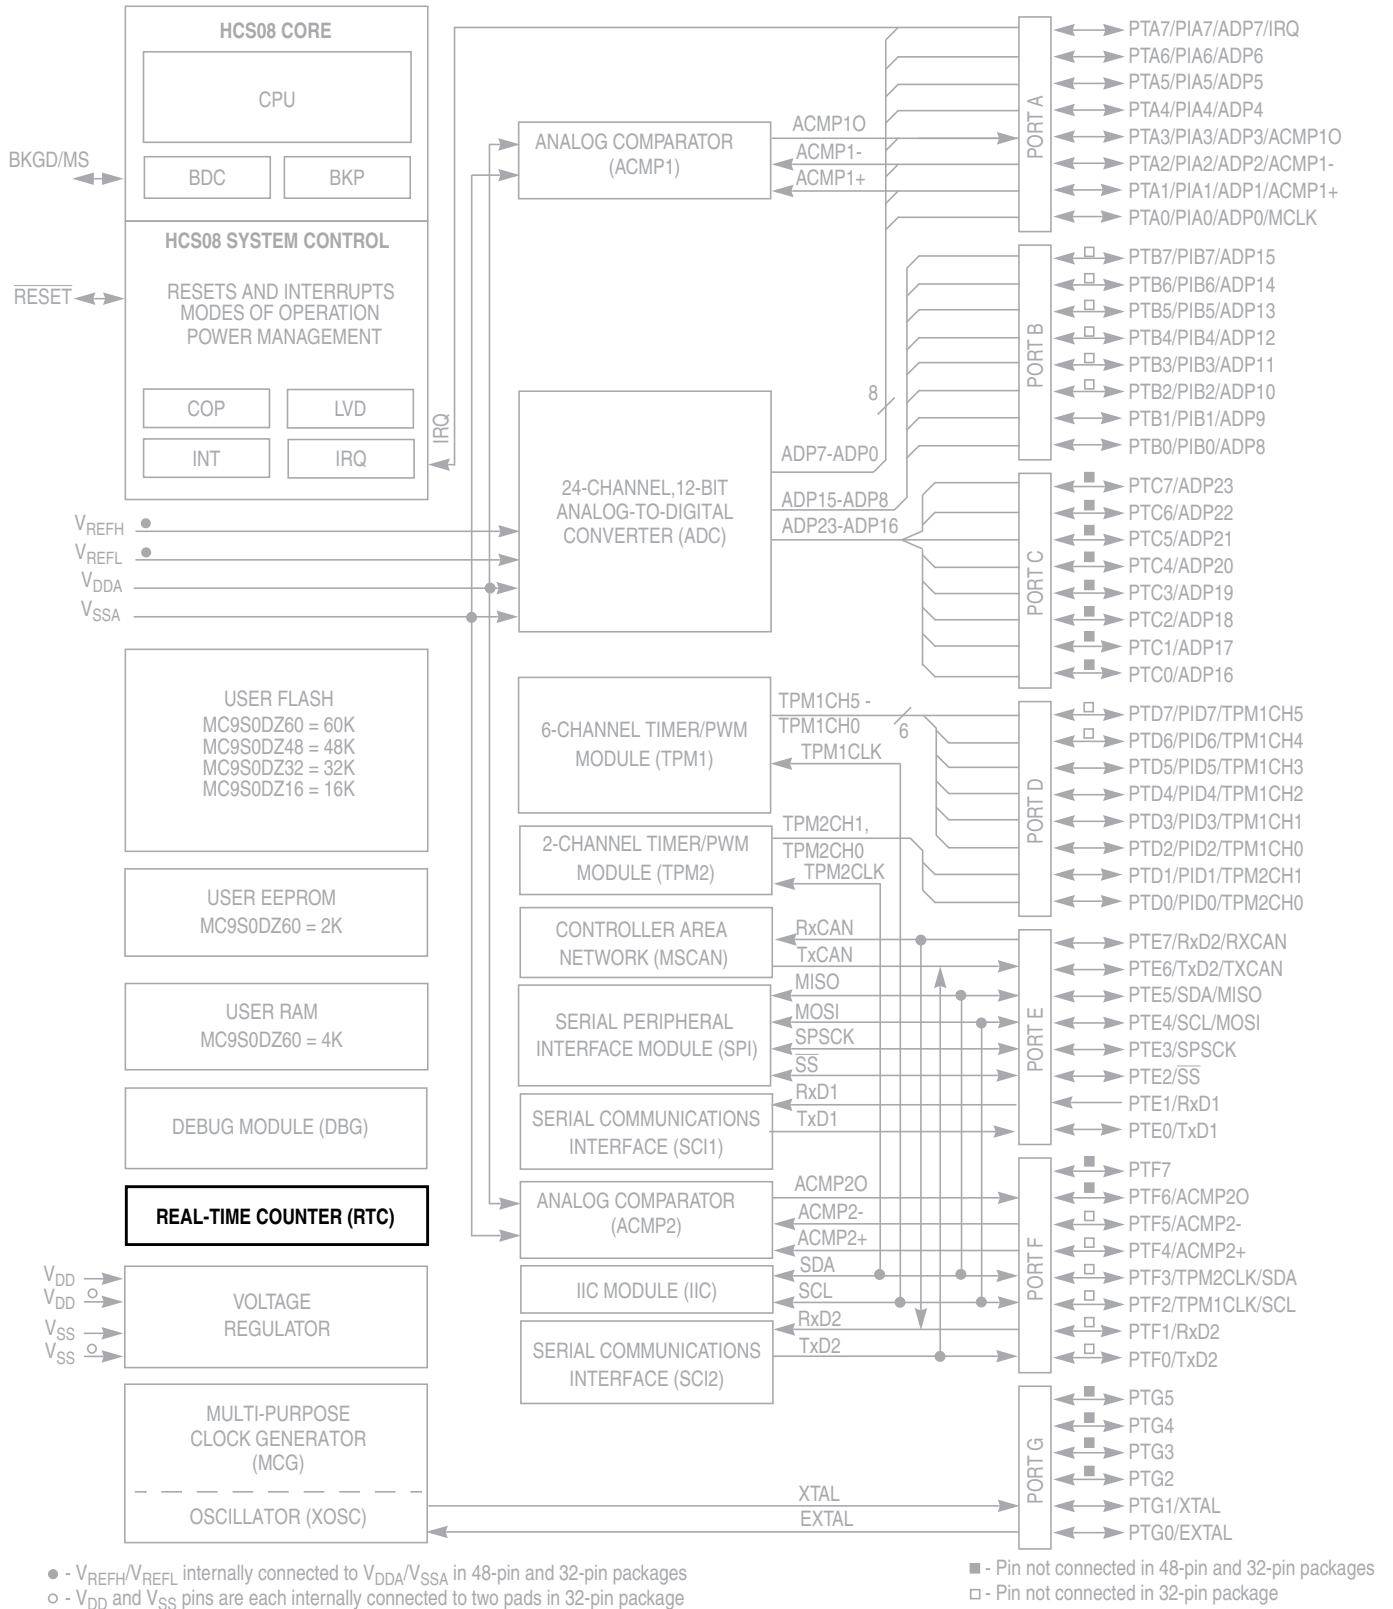 HCS08 CORE
CPU
BDC
BKP
BKGD/MS
HCS08 SYSTEM CONTROL
RESETS AND INTERRUPTS
MODES OF OPERATION
POWER MANAGEMENT
COP
LVD
INT
IRQ
RESET
IRQ
VREFH
VREFL
VDDA
VSSA
USER FLASH
MC9S0DZ60 = 60K
MC9S0DZ48 = 48K
MC9S0DZ32 = 32K
MC9S0DZ16 = 16K
USER EEPROM
MC9S0DZ60 = 2K
USER RAM
MC9S0DZ60 = 4K
DEBUG MODULE (DBG)
REAL-TIME COUNTER (RTC)
VDD
VDD
VSS
VSS
VOLTAGE
REGULATOR
MULTI-PURPOSE
CLOCK GENERATOR
(MCG)
OSCILLATOR (XOSC)
ANALOG COMPARATOR
(ACMP1)
ACMP1O
ACMP1-
ACMP1+
24-CHANNEL,12-BIT
ANALOG-TO-DIGITAL
CONVERTER (ADC)
8
ADP7-ADP0
ADP15-ADP8
ADP23-ADP16
6-CHANNEL TIMER/PWM
MODULE (TPM1)
TPM1CH5 -
TPM1CH0
6
TPM1CLK
2-CHANNEL TIMER/PWM
MODULE (TPM2)
TPM2CH1,
TPM2CH0
TPM2CLK
CONTROLLER AREA
NETWORK (MSCAN)
RxCAN
TxCAN
SERIAL PERIPHERAL
INTERFACE MODULE (SPI)
MISO
MOSI
SPSCK
SS
SERIAL COMMUNICATIONS
INTERFACE (SCI1)
RxD1
TxD1
ANALOG COMPARATOR
(ACMP2)
ACMP2O
ACMP2-
ACMP2+
IIC MODULE (IIC)
SDA
SCL
SERIAL COMMUNICATIONS
INTERFACE (SCI2)
RxD2
TxD2
XTAL
EXTAL
PORT A
PTA7/PIA7/ADP7/IRQ
PTA6/PIA6/ADP6
PTA5/PIA5/ADP5
PTA4/PIA4/ADP4
PTA3/PIA3/ADP3/ACMP1O
PTA2/PIA2/ADP2/ACMP1-
PTA1/PIA1/ADP1/ACMP1+
PTA0/PIA0/ADP0/MCLK
PORT B
PTB7/PIB7/ADP15
PTB6/PIB6/ADP14
PTB5/PIB5/ADP13
PTB4/PIB4/ADP12
PTB3/PIB3/ADP11
PTB2/PIB2/ADP10
PTB1/PIB1/ADP9
PTB0/PIB0/ADP8
PORT C
PTC7/ADP23
PTC6/ADP22
PTC5/ADP21
PTC4/ADP20
PTC3/ADP19
PTC2/ADP18
PTC1/ADP17
PTC0/ADP16
PORT D
PTD7/PID7/TPM1CH5
PTD6/PID6/TPM1CH4
PTD5/PID5/TPM1CH3
PTD4/PID4/TPM1CH2
PTD3/PID3/TPM1CH1
PTD2/PID2/TPM1CH0
PTD1/PID1/TPM2CH1
PTD0/PID0/TPM2CH0
PORT E
PTE7/RxD2/RXCAN
PTE6/TxD2/TXCAN
PTE5/SDA/MISO
PTE4/SCL/MOSI
PTE3/SPSCK
PTE2/SS
PTE1/RxD1
PTE0/TxD1
PORT F
PTF7
PTF6/ACMP2O
PTF5/ACMP2-
PTF4/ACMP2+
PTF3/TPM2CLK/SDA
PTF2/TPM1CLK/SCL
PTF1/RxD2
PTF0/TxD2
PORT G
PTG5
PTG4
PTG3
PTG2
PTG1/XTAL
PTG0/EXTAL
● - VREFH/VREFL internally connected to VDDA/VSSA in 48-pin and 32-pin packages
○ - VDD and VSS pins are each internally connected to two pads in 32-pin package
■ - Pin not connected in 48-pin and 32-pin packages
□ - Pin not connected in 32-pin package